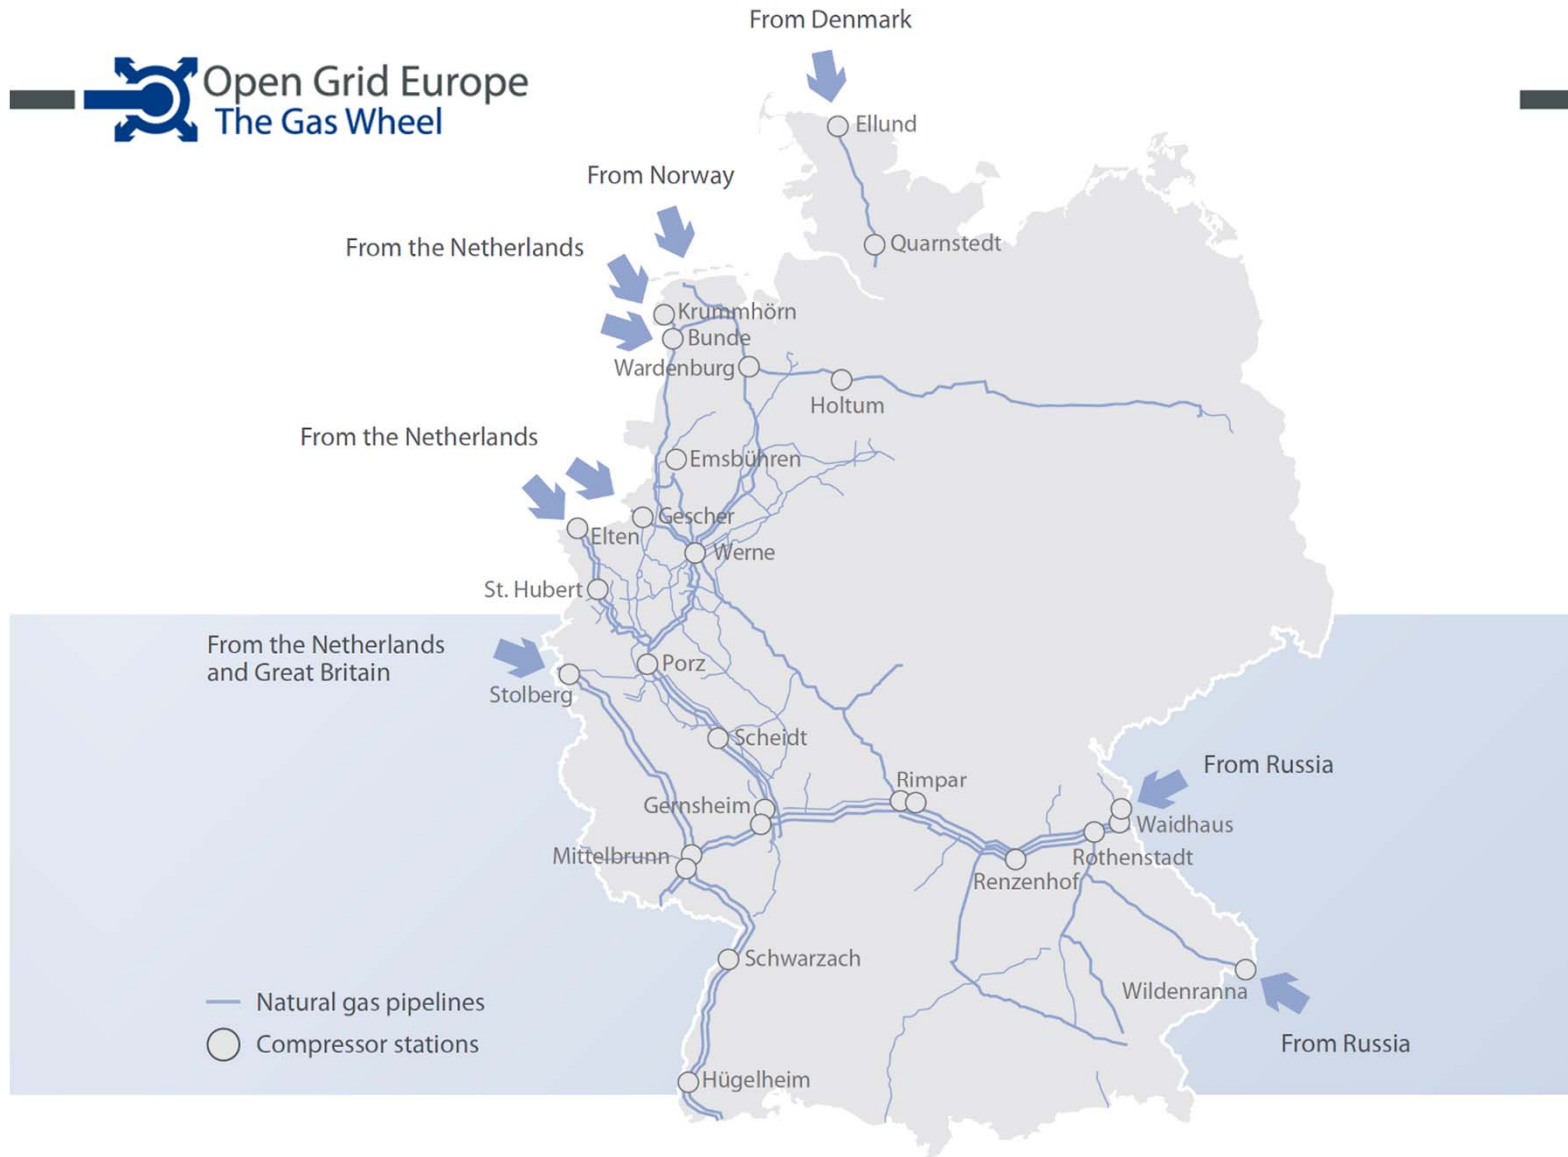 From Denmark
Open Grid Europe
The Gas Wheel
Ellund
From Norway
Quarnstedt
From the Netherlands
Krummhörn
Bunde
Wardenburg
Holtum
From the Netherlands
Emsbühren
Gescher
Elten
Werne
St. Hubert
From the Netherlands
and Great Britain
Porz
Stolberg
Scheidt
From Russia
Rimpar
Gernsheim
Waidhaus
Mittelbrunn
Rothenstadt
Renzenhof
Schwarzach
Wildenranna
Natural gas pipelines
Compressor stations
From Russia
Hügelheim